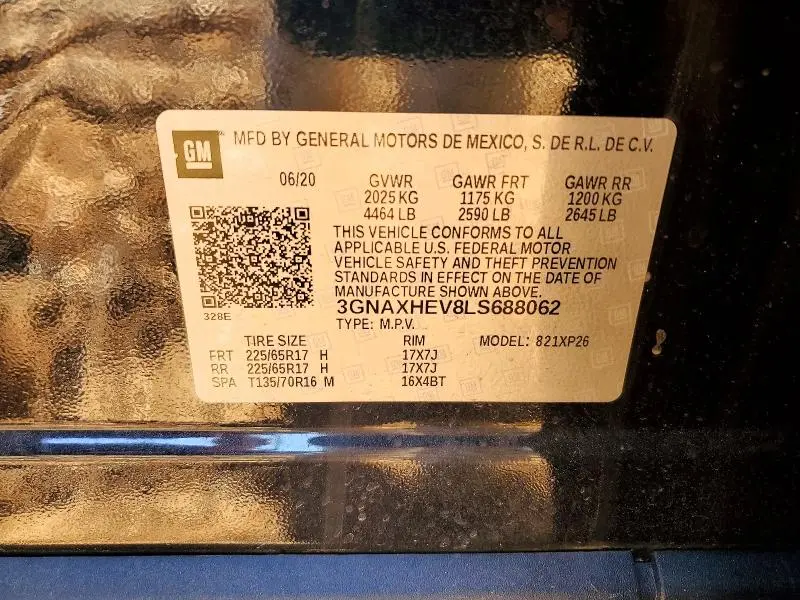 GM MFD BY GENERAL MOTORS DE MEXICO, S. DE R.L. DE C.V.
06/20 GVWR GAWR FRT GAWR RR
2025 KG 1175 KG 1200 KG
4464 LB 2590 LB 2645 LB
THIS VEHICLE CONFORMS TO ALL
APPLICABLE U.S. FEDERAL MOTOR
VEHICLE SAFETY AND THEFT PREVENTION
STANDARDS IN EFFECT ON THE DATE OF
MANUFACTURE SHOWN ABOVE.
3GNAXHEV8LS688062
328E
TYPE: M.P.V.
TIRE SIZE RIM MODEL: 821XP26
FRT 225/65R17 H 17X7J
RR 225/65R17 H 17X7J
SPA T135/70R16 M 16X4BT